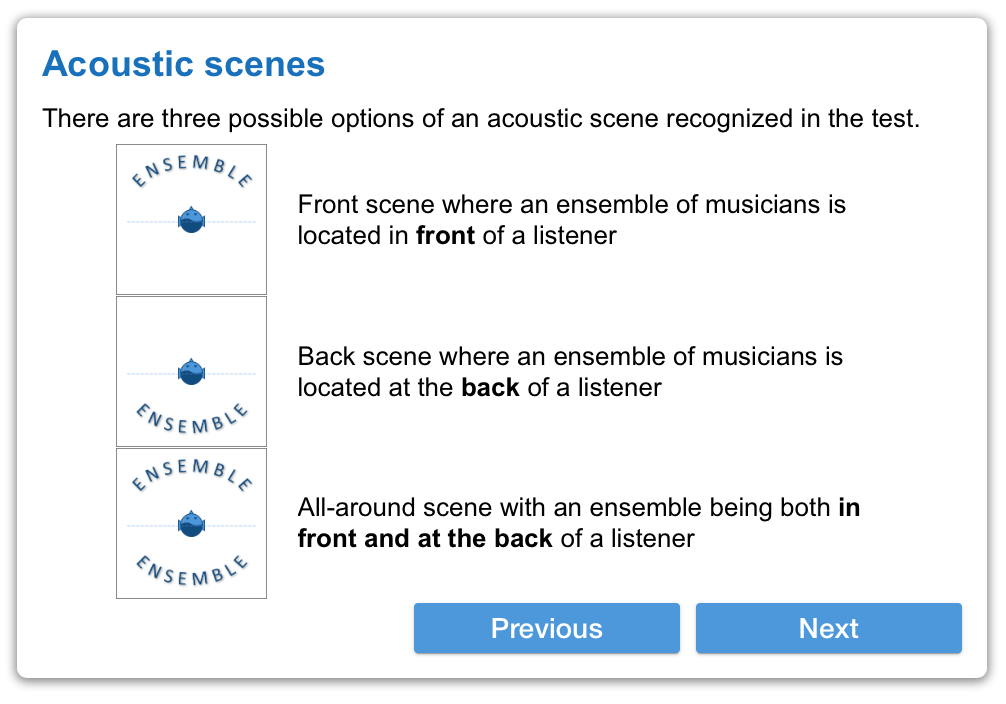 Acoustic scenes
There are three possible options of an acoustic scene recognized in the test.
ENSEMBLE
Front scene where an ensemble of musicians is
located in front of a listener
Back scene where an ensemble of musicians is
located at the back of a listener
ENSEMBLE
ENSEMBLE
All-around scene with an ensemble being both in
front and at the back of a listener
ENSEMBLE
Previous
Next